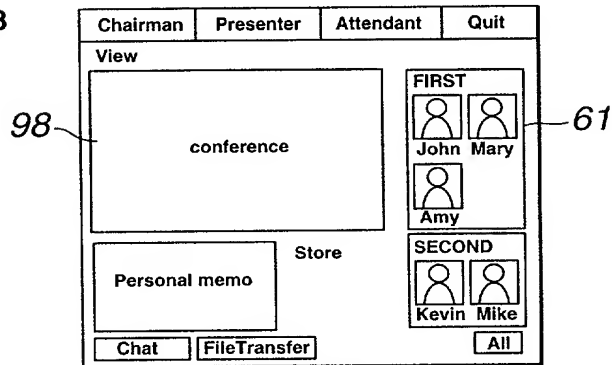 B
Chairman Presenter Attendant Quit
View
FIRST
98 conference 61
John Mary
Amy
Store
SECOND
Personal memo
Kevin Mike
Chat FileTransfer All